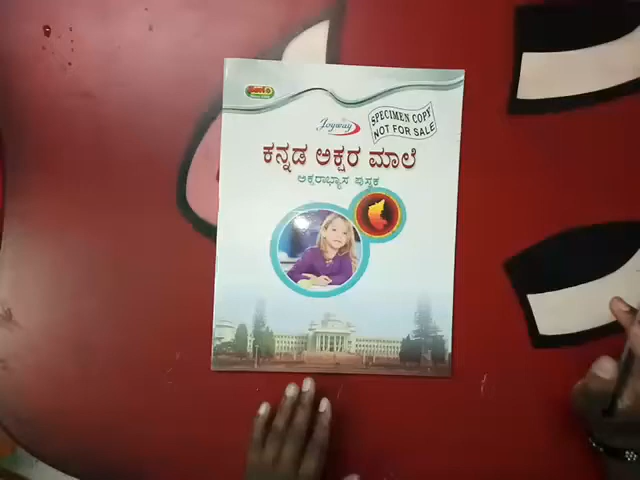 Joyway
SPECIMEN COPY
NOT FOR SALE
ಕನ್ನಡ ಅಕ್ಷರ ಮಾಲೆ
ಅಕ್ಷರಾಭ್ಯಾಸ ಪುಸ್ತಕ